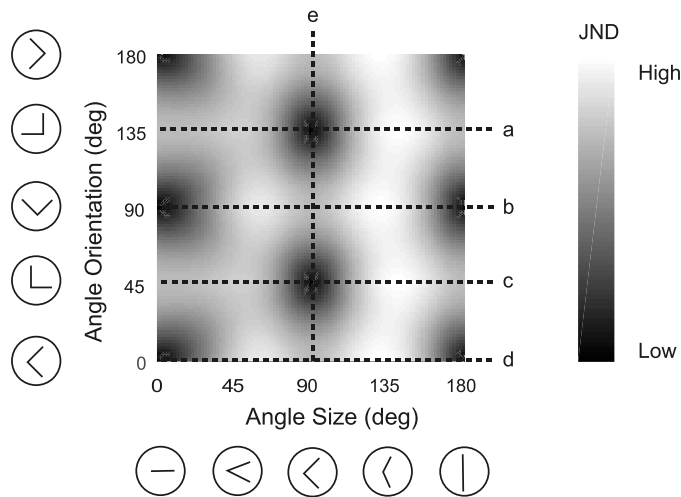 e
JND
High
Low
180
135
90
45
0
Angle Orientation (deg)
a
b
c
d
0 45 90 135 180
Angle Size (deg)